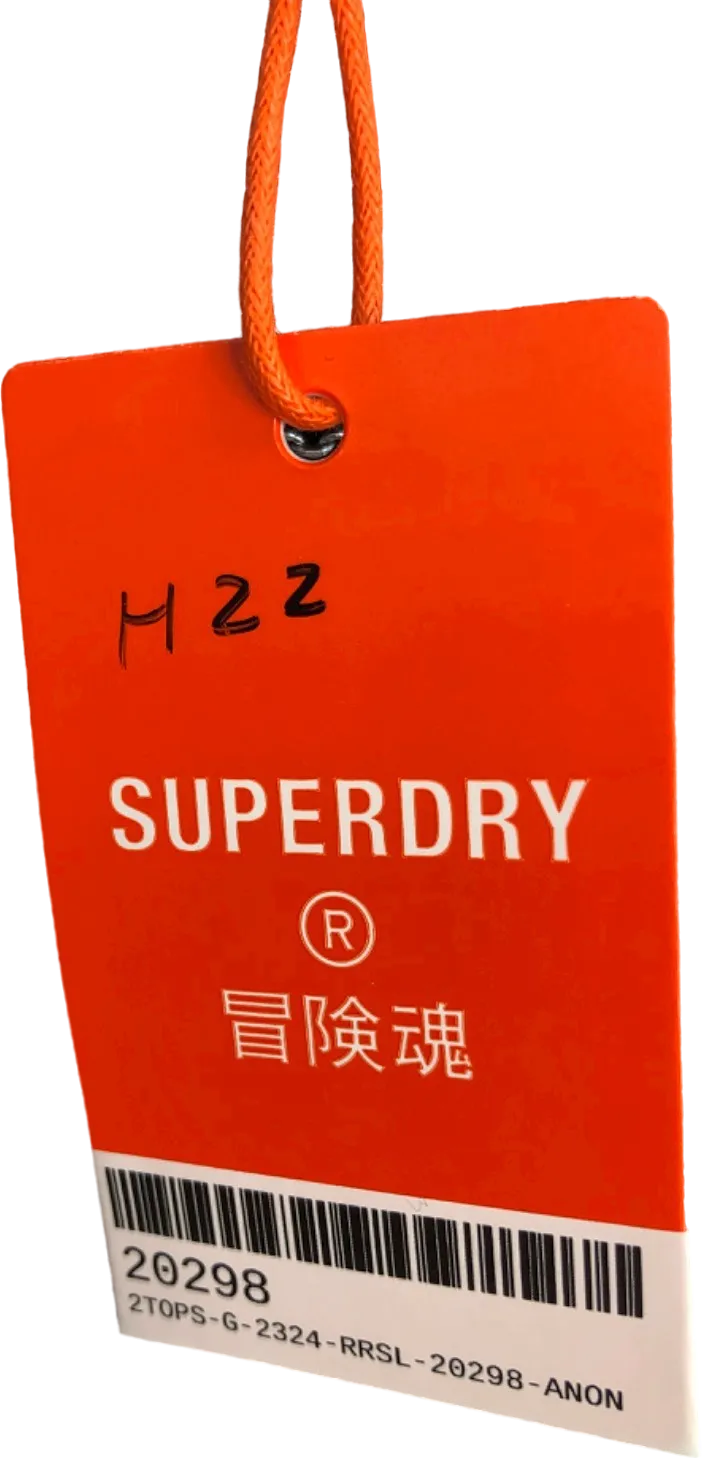 H22
SUPERDRY
®
冒険魂
20298
2TOPS-G-2324-RRSL-20298-ANON